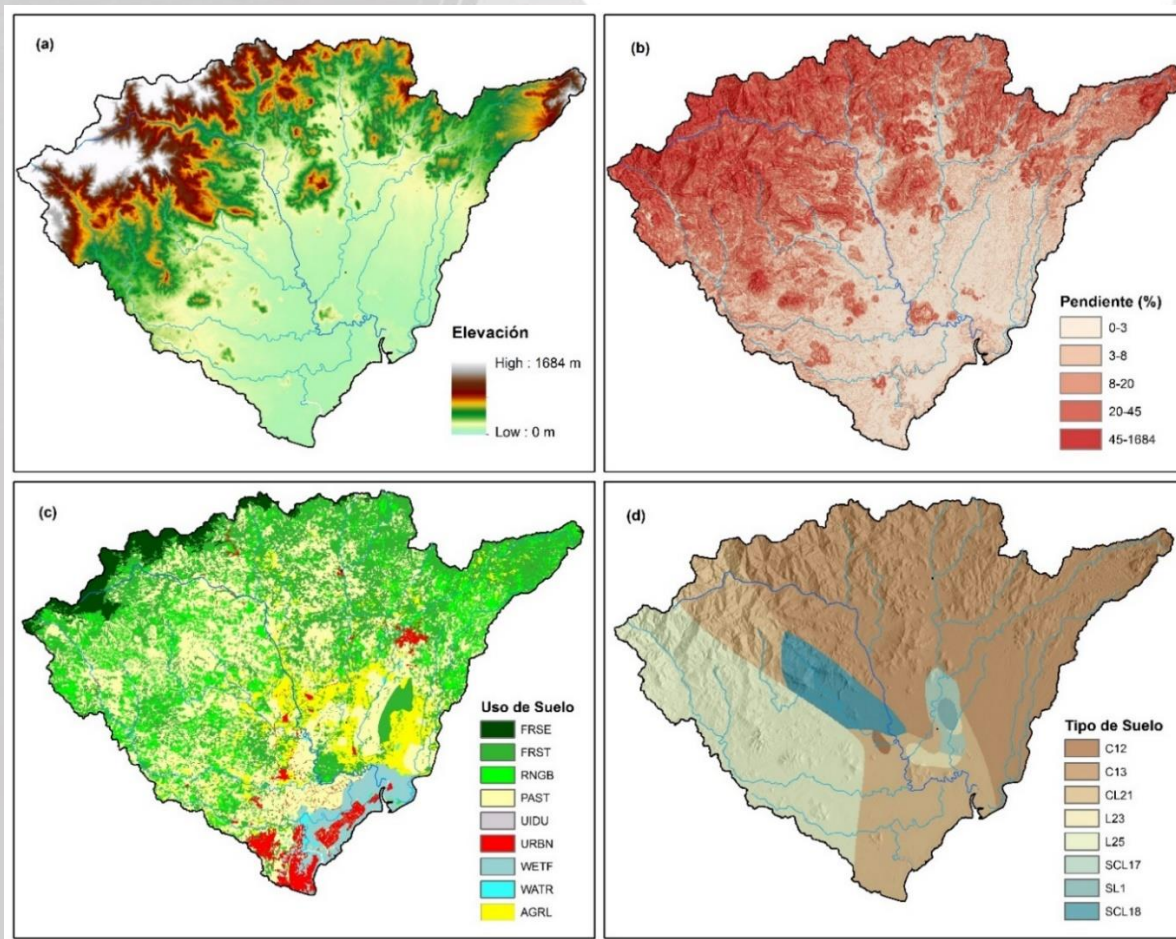 (a)
Elevación
High : 1684 m
Low : 0 m
(b)
Pendiente (%)
0-3
3-8
8-20
20-45
45-1684
(c)
Uso de Suelo
FRSE
FRST
RNGB
PAST
UIDU
URBN
WETF
WATR
AGRL
(d)
Tipo de Suelo
C12
C13
CL21
L23
L25
SCL17
SL1
SCL18